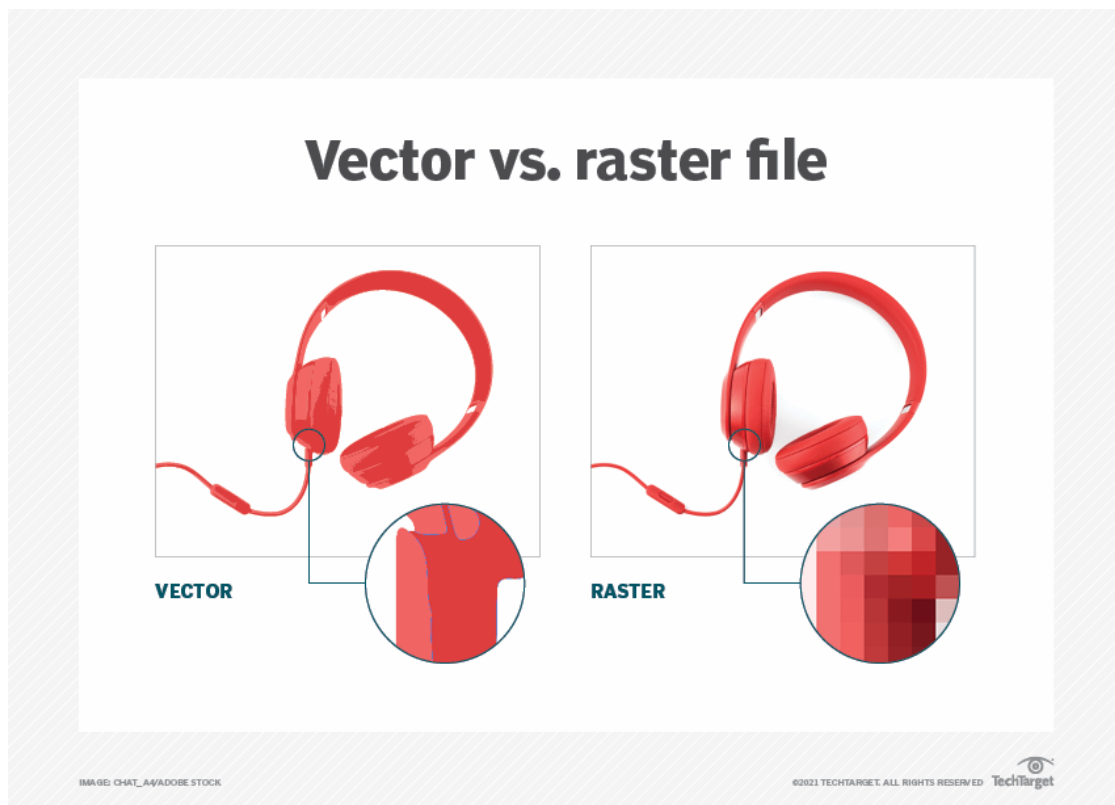 Vector vs. raster file
VECTOR
RASTER
IMAGE: CHAT_A4/ADOBE STOCK
©2021 TECHTARGET. ALL RIGHTS RESERVED
TechTarget